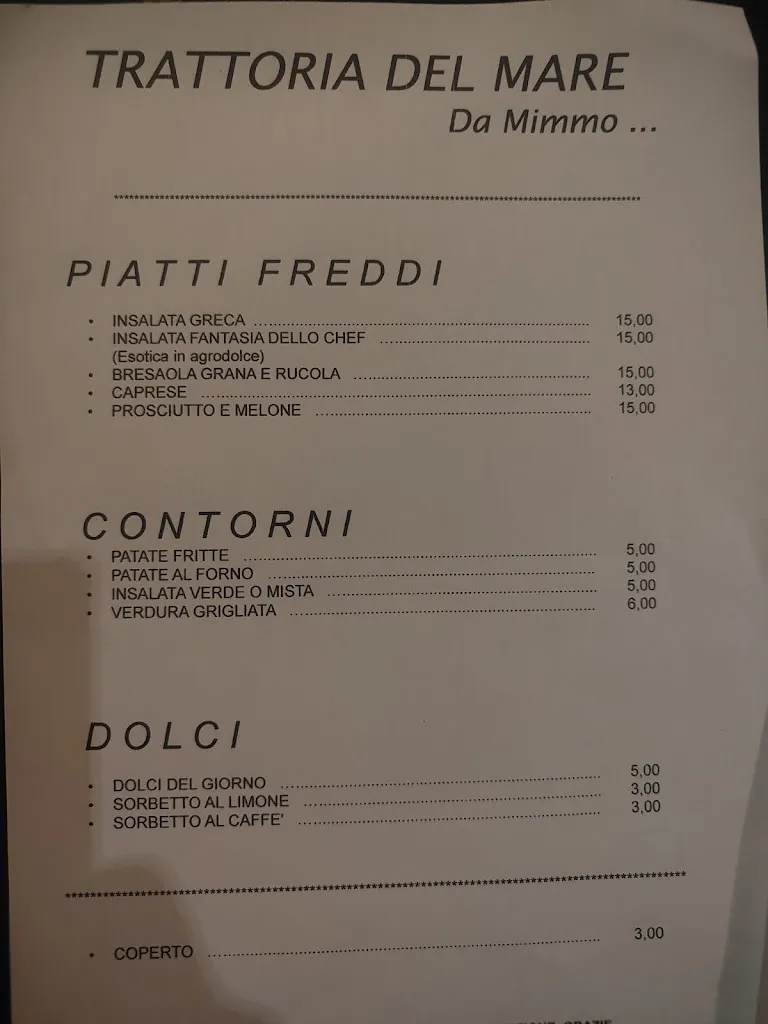 TRATTORIA DEL MARE
Da Mimmo ...
****************************************************************************************************
PIATTI FREDDI
• INSALATA GRECA ........................ 15,00
• INSALATA FANTASIA DELLO CHEF ........................ 15,00
(Esotica in agrodolce)
• BRESAOLA GRANA E RUCOLA ........................ 15,00
• CAPRESE ........................ 13,00
• PROSCIUTTO E MELONE ........................ 15,00
CONTORNI
• PATATE FRITTE ........................ 5,00
• PATATE AL FORNO ........................ 5,00
• INSALATA VERDE O MISTA ........................ 5,00
• VERDURA GRIGLIATA ........................ 6,00
DOLCI
• DOLCI DEL GIORNO ........................ 5,00
• SORBETTO AL LIMONE ........................ 3,00
• SORBETTO AL CAFFE' ........................ 3,00
****************************************************************************************************
• COPERTO ........................ 3,00